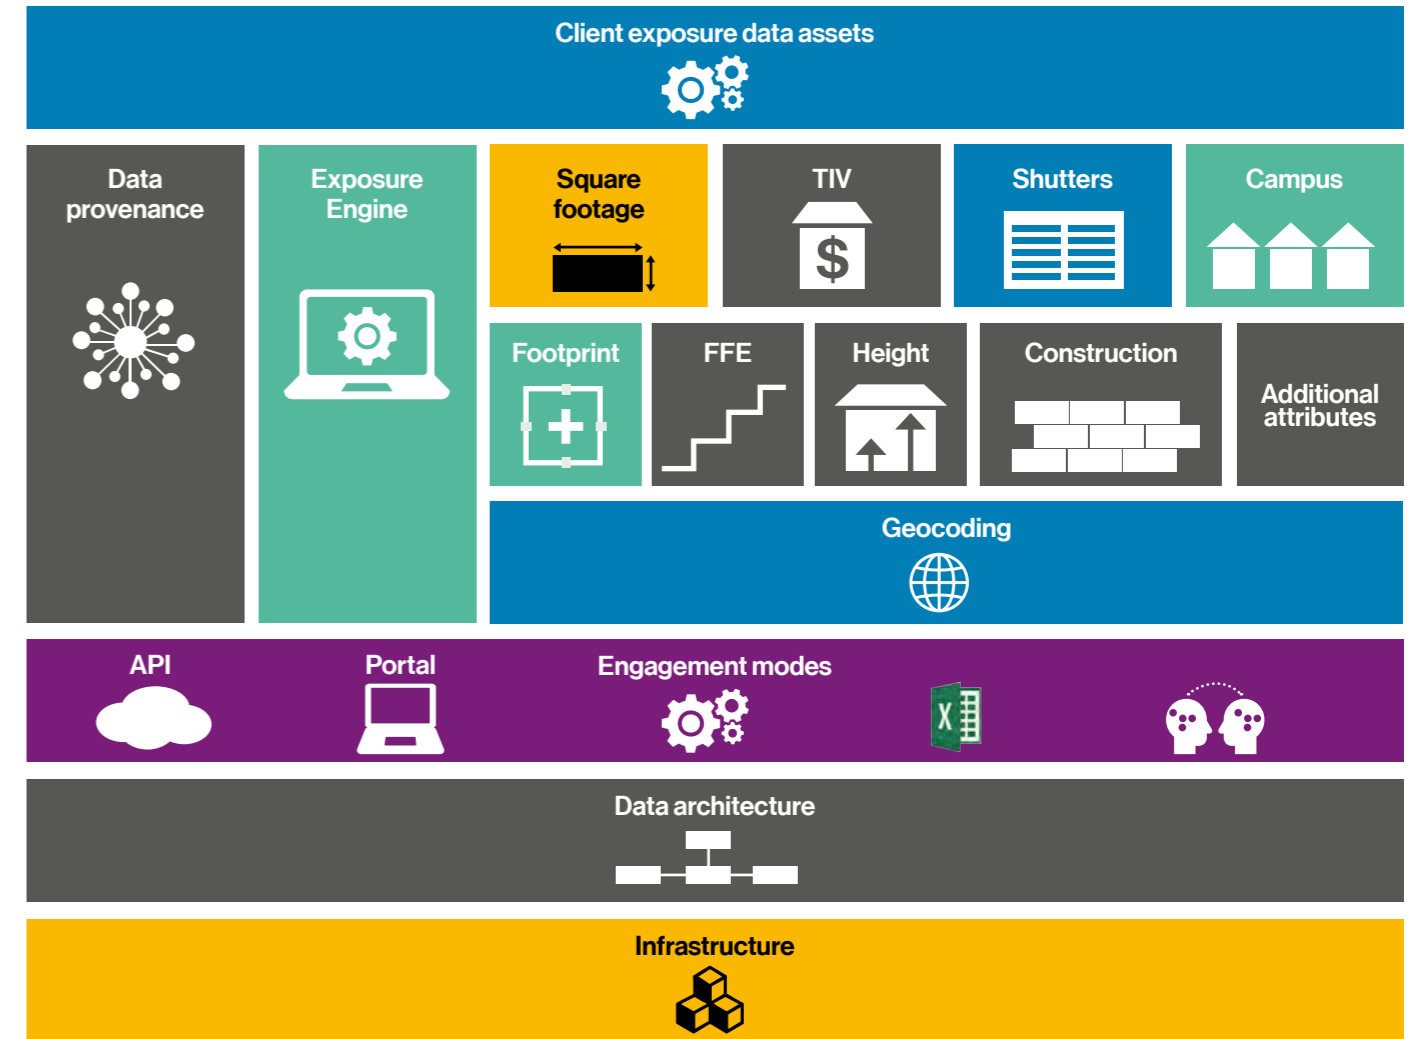 Client exposure data assets
Data
provenance
Exposure
Engine
Square
footage
TIV
$
Shutters
Campus
Footprint
FFE
Height
Construction
Additional
attributes
Geocoding
API
Portal
Engagement modes
X
Data architecture
Infrastructure